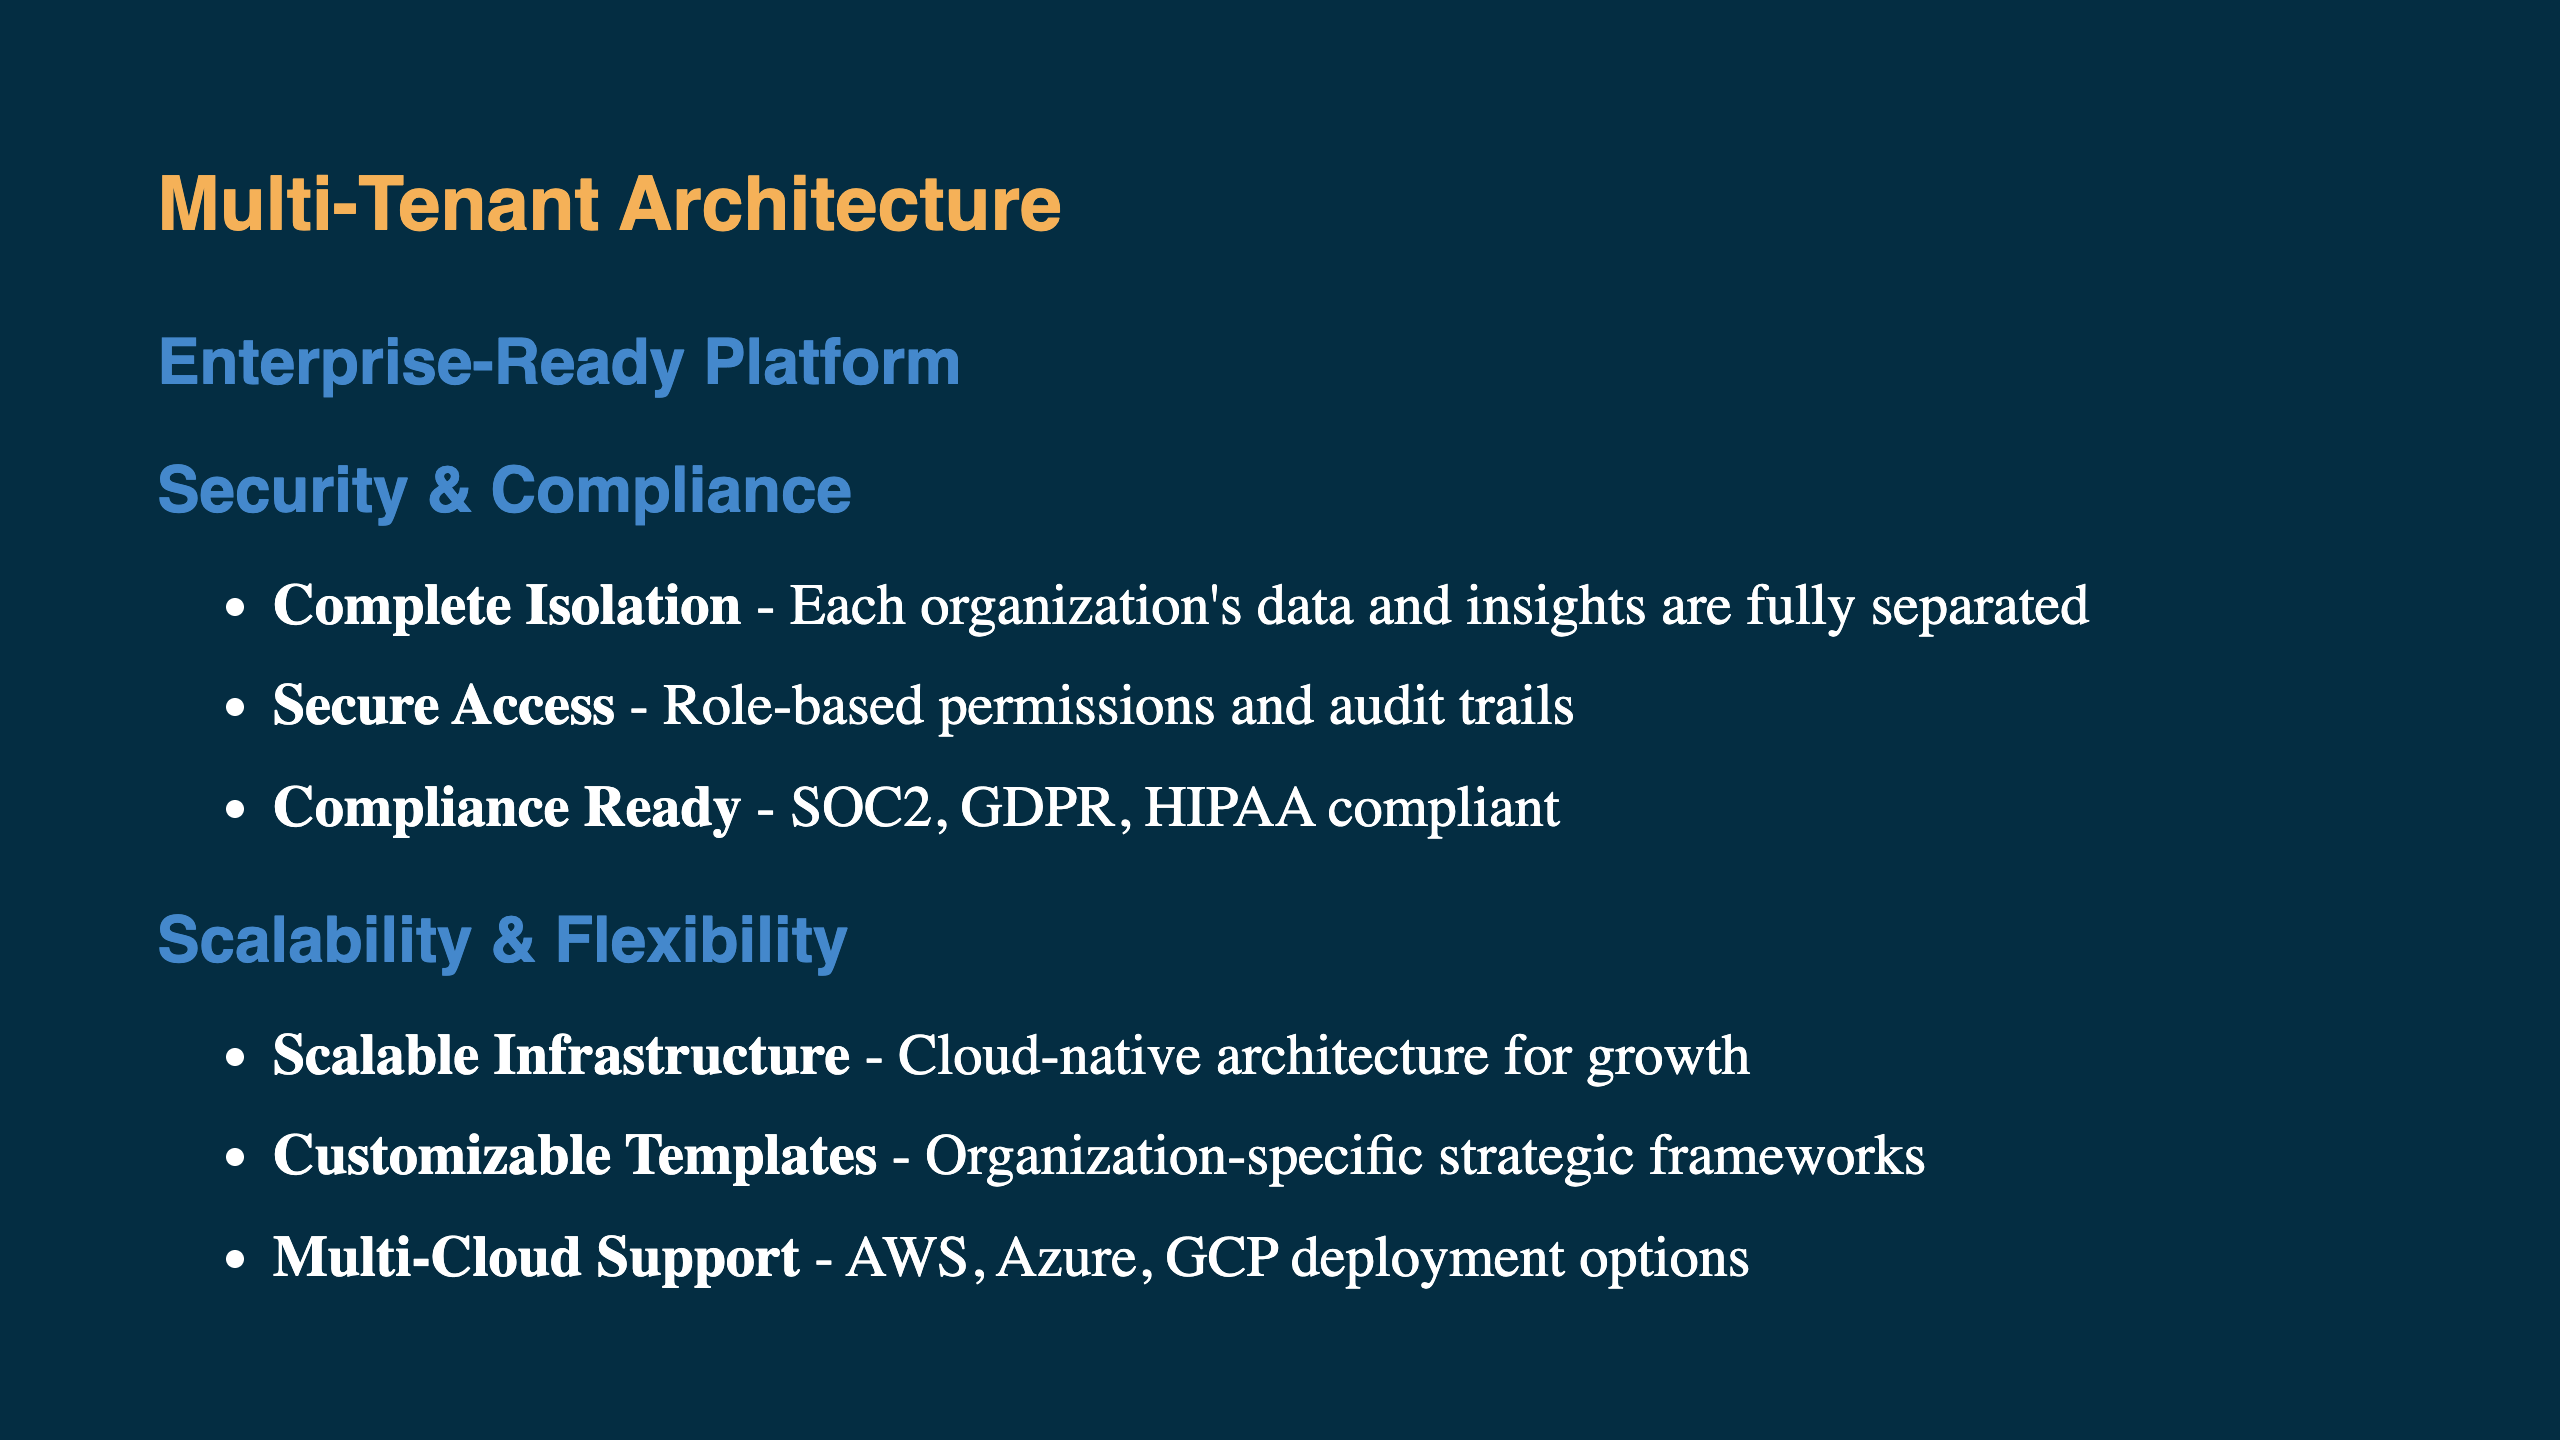 Multi-Tenant Architecture
Enterprise-Ready Platform
Security & Compliance
• Complete Isolation - Each organization's data and insights are fully separated
• Secure Access - Role-based permissions and audit trails
• Compliance Ready - SOC2, GDPR, HIPAA compliant
Scalability & Flexibility
• Scalable Infrastructure - Cloud-native architecture for growth
• Customizable Templates - Organization-specific strategic frameworks
• Multi-Cloud Support - AWS, Azure, GCP deployment options